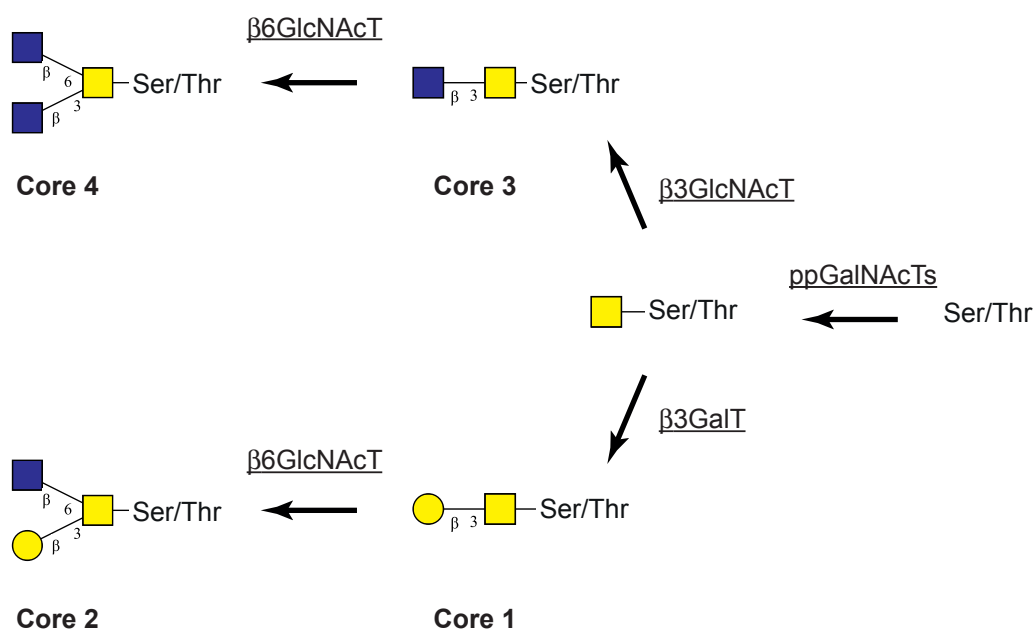 β6GlcNAcT
β 6 3 β Ser/Thr
β 3 Ser/Thr
Core 4
Core 3
β3GlcNAcT
ppGalNAcTs
Ser/Thr
Ser/Thr
β3GalT
β6GlcNAcT
β 6 3 β Ser/Thr
β 3 Ser/Thr
Core 2
Core 1